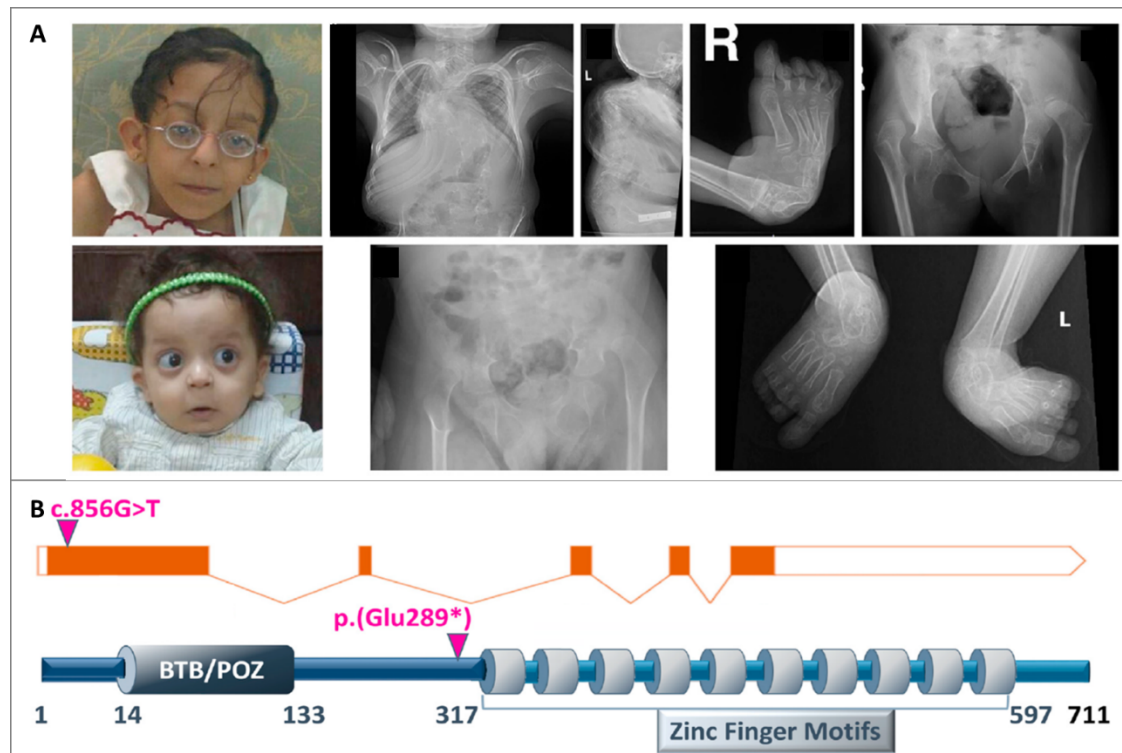 A
L
R
L
B c.856G>T
p.(Glu289*)
BTB/POZ
1 14 133 317 597 711
Zinc Finger Motifs